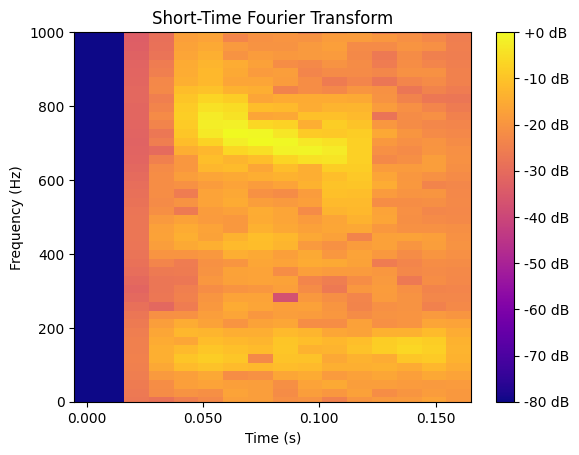 Short-Time Fourier Transform
1000
800
600
400
200
0
Frequency (Hz)
0.000
0.050
0.100
0.150
Time (s)
+0 dB
-10 dB
-20 dB
-30 dB
-40 dB
-50 dB
-60 dB
-70 dB
-80 dB